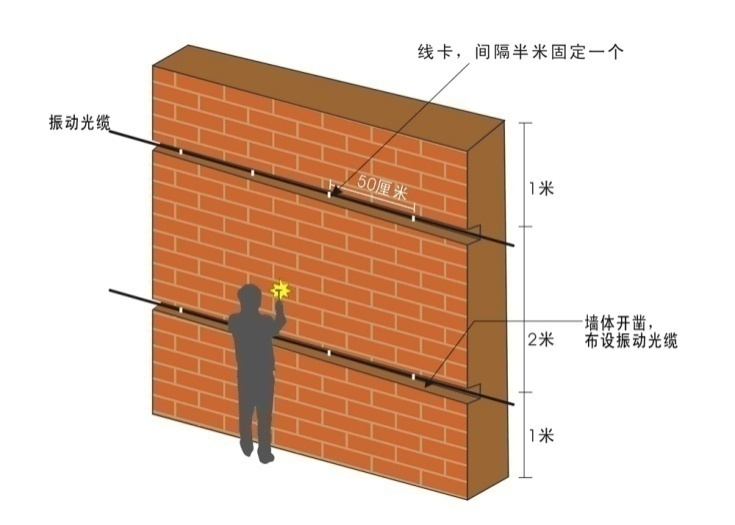 线卡，间隔半米固定一个
振动光缆
50厘米
1米
墙体开凿，
布设振动光缆
2米
1米